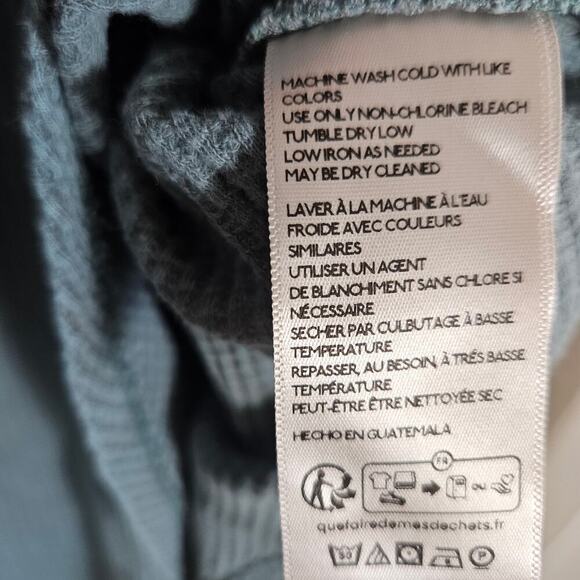 MACHINE WASH COLD WITH LIKE
COLORS
USE ONLY NON-CHLORINE BLEACH
TUMBLE DRY LOW
LOW IRON AS NEEDED
MAY BE DRY CLEANED
LAVER À LA MACHINE À L'EAU
FROIDE AVEC COULEURS
SIMILAIRES
UTILISER UN AGENT
DE BLANCHIMENT SANS CHLORE SI
NÉCESSAIRE
SECHER PAR CULBUTAGE À BASSE
TEMPERATURE
REPASSER, AU BESOIN, À TRÉS BASSE
TEMPÉRATURE
PEUT-ÊTRE ÊTRE NETTOYÉE SEC
HECHO EN GUATEMALA
FR
quefairedemesdechets.fr
30 P